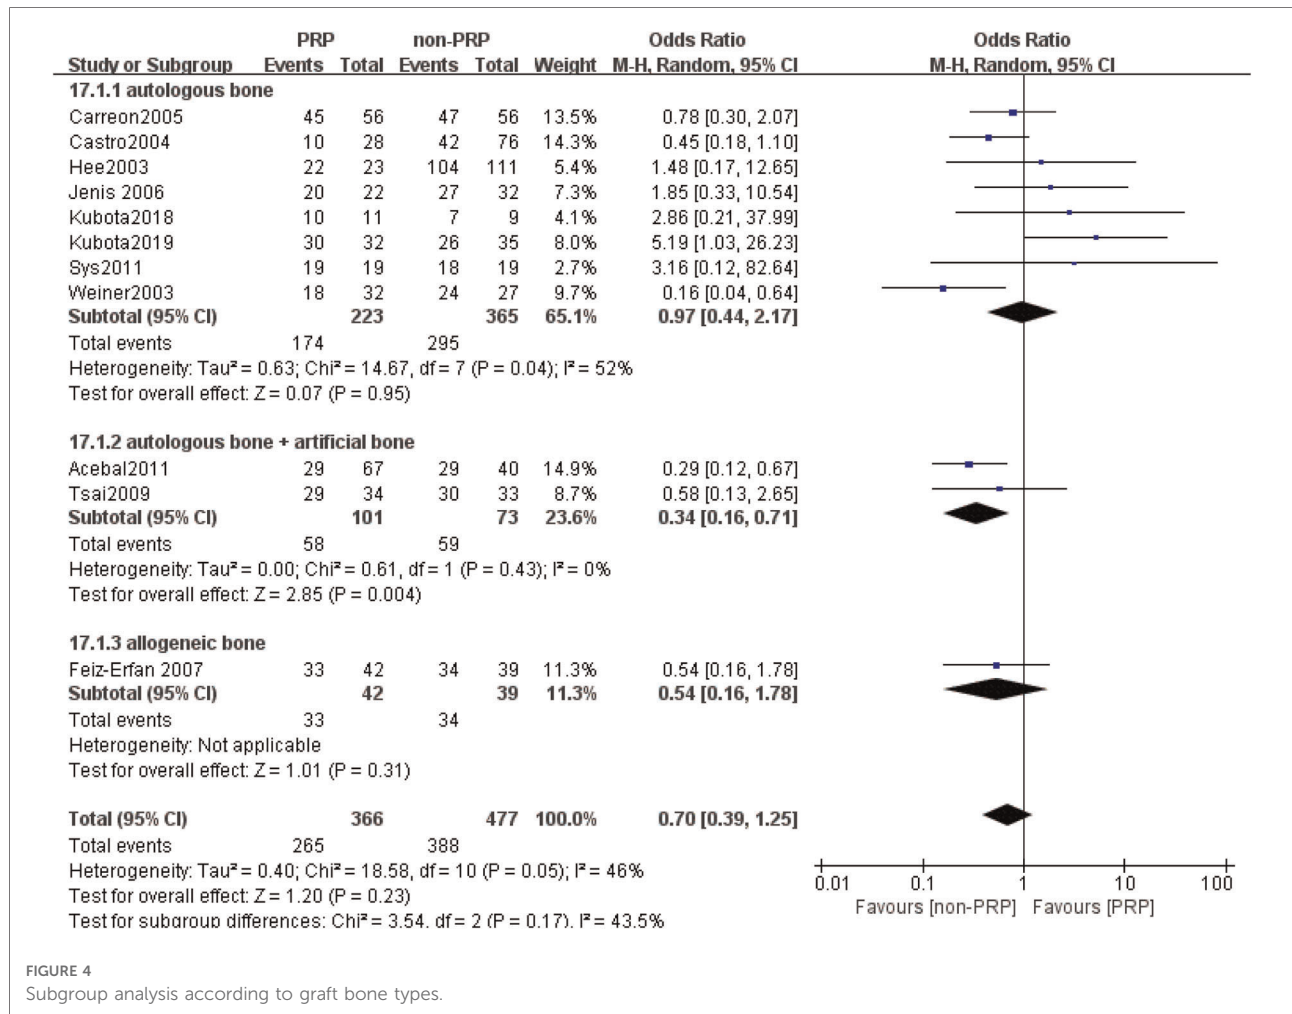 PRP non-PRP Odds Ratio Odds Ratio
Study or Subgroup Events Total Events Total Weight M-H, Random, 95% CI M-H, Random, 95% CI
17.1.1 autologous bone
Carreon2005 45 56 47 56 13.5% 0.78 [0.30, 2.07]
Castro2004 10 28 42 76 14.3% 0.45 [0.18, 1.10]
Hee2003 22 23 104 111 5.4% 1.48 [0.17, 12.65]
Jenis 2006 20 22 27 32 7.3% 1.85 [0.33, 10.54]
Kubota2018 10 11 7 9 4.1% 2.86 [0.21, 37.99]
Kubota2019 30 32 26 35 8.0% 5.19 [1.03, 26.23]
Sys2011 19 19 18 19 2.7% 3.16 [0.12, 82.64]
Weiner2003 18 32 24 27 9.7% 0.16 [0.04, 0.64]
Subtotal (95% CI) 223 365 65.1% 0.97 [0.44, 2.17]
Total events 174 295
Heterogeneity: Tau² = 0.63; Chi² = 14.67, df = 7 (P = 0.04); I² = 52%
Test for overall effect: Z = 0.07 (P = 0.95)
17.1.2 autologous bone + artificial bone
Acebal2011 29 67 29 40 14.9% 0.29 [0.12, 0.67]
Tsai2009 29 34 30 33 8.7% 0.58 [0.13, 2.65]
Subtotal (95% CI) 101 73 23.6% 0.34 [0.16, 0.71]
Total events 58 59
Heterogeneity: Tau² = 0.00; Chi² = 0.61, df = 1 (P = 0.43); I² = 0%
Test for overall effect: Z = 2.85 (P = 0.004)
17.1.3 allogeneic bone
Feiz-Erfan 2007 33 42 34 39 11.3% 0.54 [0.16, 1.78]
Subtotal (95% CI) 42 39 11.3% 0.54 [0.16, 1.78]
Total events 33 34
Heterogeneity: Not applicable
Test for overall effect: Z = 1.01 (P = 0.31)
Total (95% CI) 366 477 100.0% 0.70 [0.39, 1.25]
Total events 265 388
Heterogeneity: Tau² = 0.40; Chi² = 18.58, df = 10 (P = 0.05); I² = 46%
Test for overall effect: Z = 1.20 (P = 0.23)
Test for subgroup differences: Chi² = 3.54, df = 2 (P = 0.17), I² = 43.5%
0.01 0.1 1 10 100
Favours [non-PRP] Favours [PRP]
FIGURE 4
Subgroup analysis according to graft bone types.